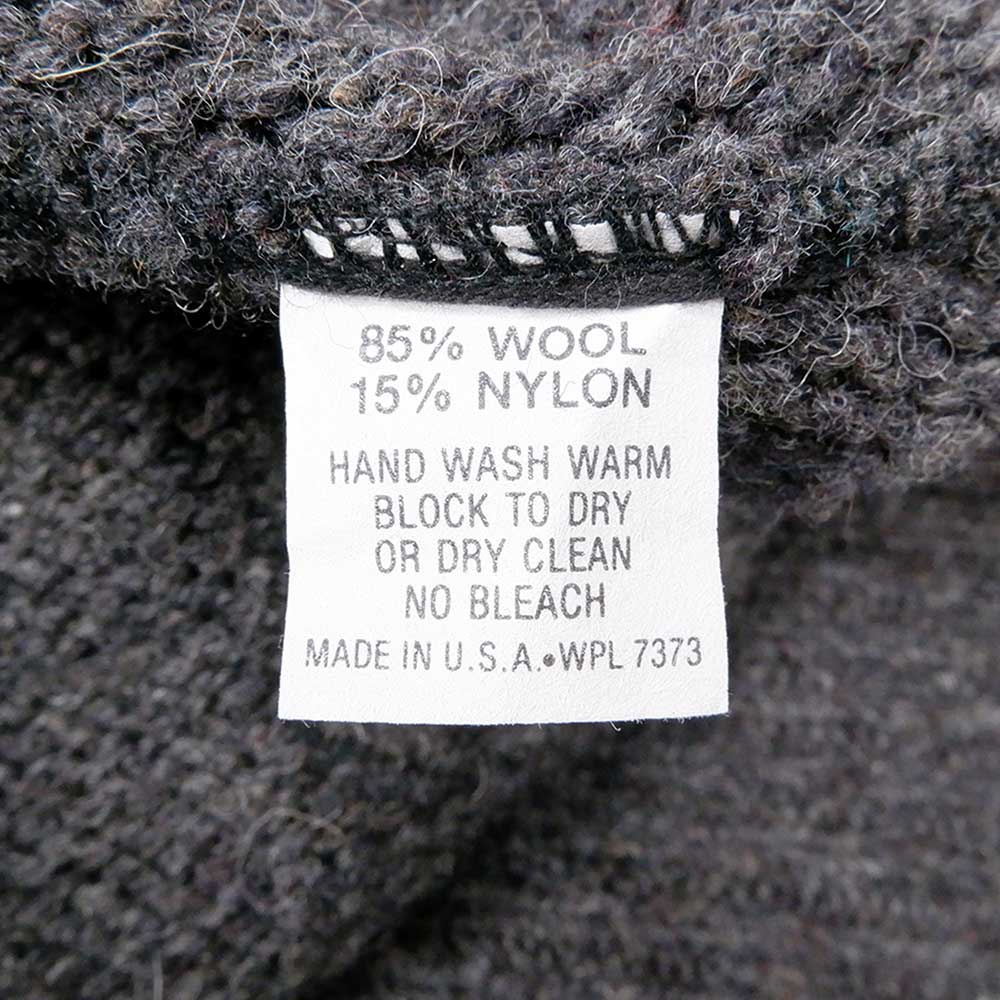 85% WOOL
15% NYLON
HAND WASH WARM
BLOCK TO DRY
OR DRY CLEAN
NO BLEACH
MADE IN U.S.A.•WPL 7373